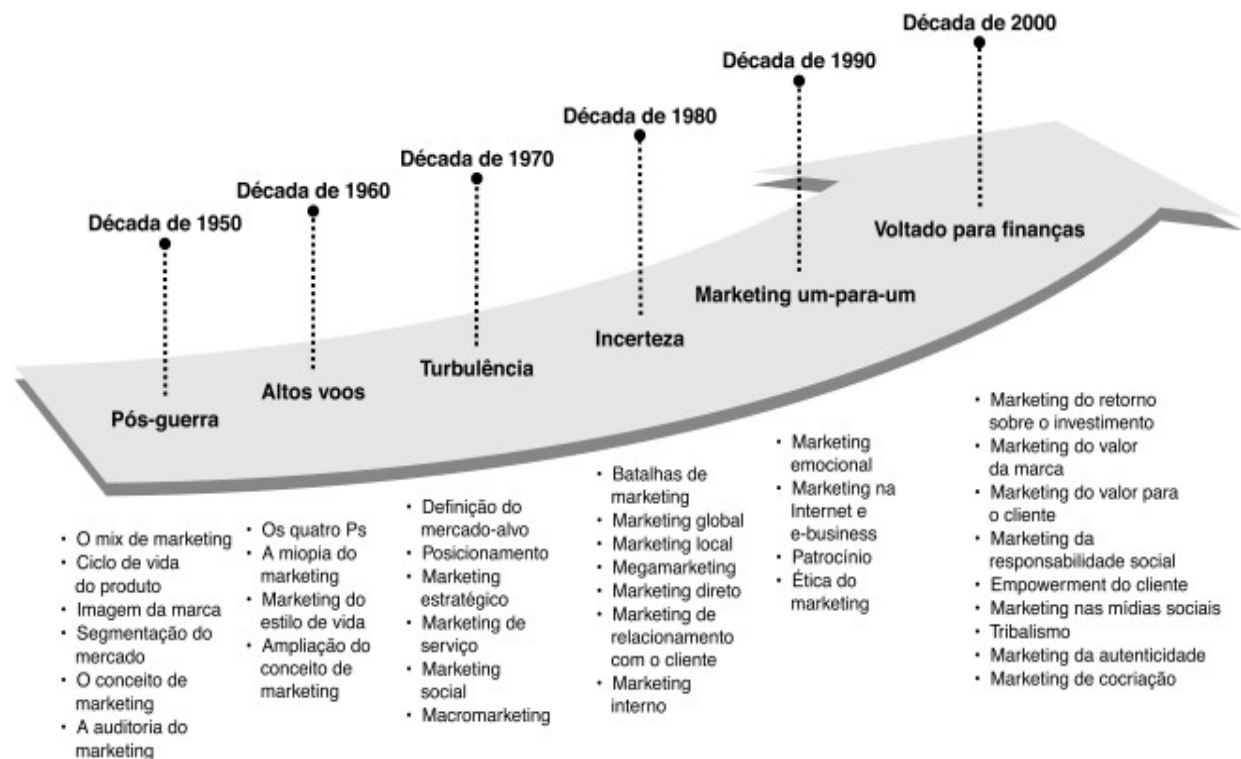 Década de 1950
Década de 1960
Década de 1970
Década de 1980
Década de 1990
Década de 2000
Pós-guerra
Altos voos
Turbulência
Incerteza
Marketing um-para-um
Voltado para finanças
• O mix de marketing
• Ciclo de vida
do produto
• Imagem da marca
• Segmentação do
mercado
• O conceito de
marketing
• A auditoria do
marketing
• Os quatro Ps
• A miopia do
marketing
• Marketing do
estilo de vida
• Ampliação do
conceito de
marketing
• Definição do
mercado-alvo
• Posicionamento
• Marketing
estratégico
• Marketing de
serviço
• Marketing
social
• Macromarketing
• Batalhas de
marketing
• Marketing global
• Marketing local
• Megamarketing
• Marketing direto
• Marketing de
relacionamento
com o cliente
• Marketing
interno
• Marketing
emocional
• Marketing na
Internet e
e-business
• Patrocínio
• Ética do
marketing
• Marketing do retorno
sobre o investimento
• Marketing do valor
da marca
• Marketing do valor para
o cliente
• Marketing da
responsabilidade social
• Empowerment do cliente
• Marketing nas mídias sociais
• Tribalismo
• Marketing da autenticidade
• Marketing de cocriação